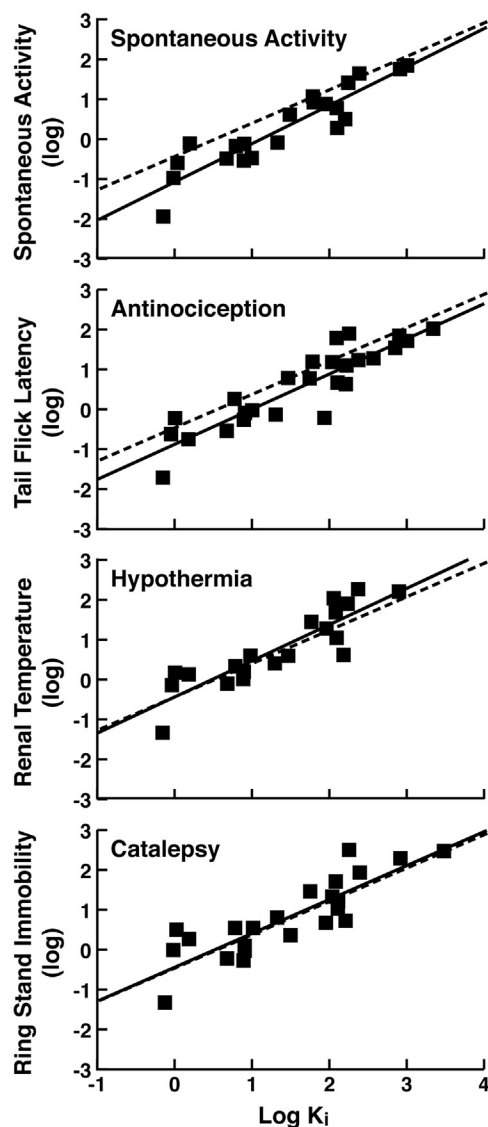 Spontaneous Activity
Spontaneous Activity
(log)
3
2
1
0
-1
-2
-3
Antinociception
Tail Flick Latency
(log)
3
2
1
0
-1
-2
-3
Hypothermia
Renal Temperature
(log)
3
2
1
0
-1
-2
-3
Catalepsy
Ring Stand Immobility
(log)
3
2
1
0
-1
-2
-3
-1 0 1 2 3 4
Log Ki